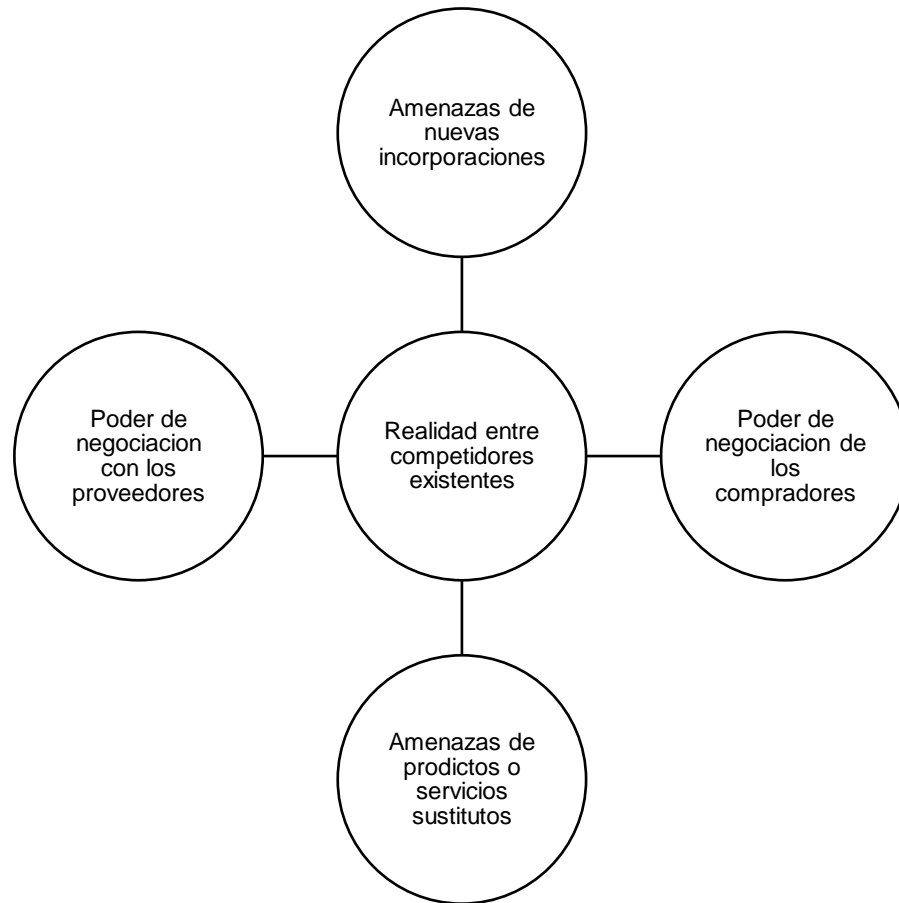 Amenazas de
nuevas
incorporaciones
Poder de
negociacion
con los
proveedores
Realidad entre
competidores
existentes
Poder de
negociacion de
los
compradores
Amenazas de
prodictos o
servicios
sustitutos